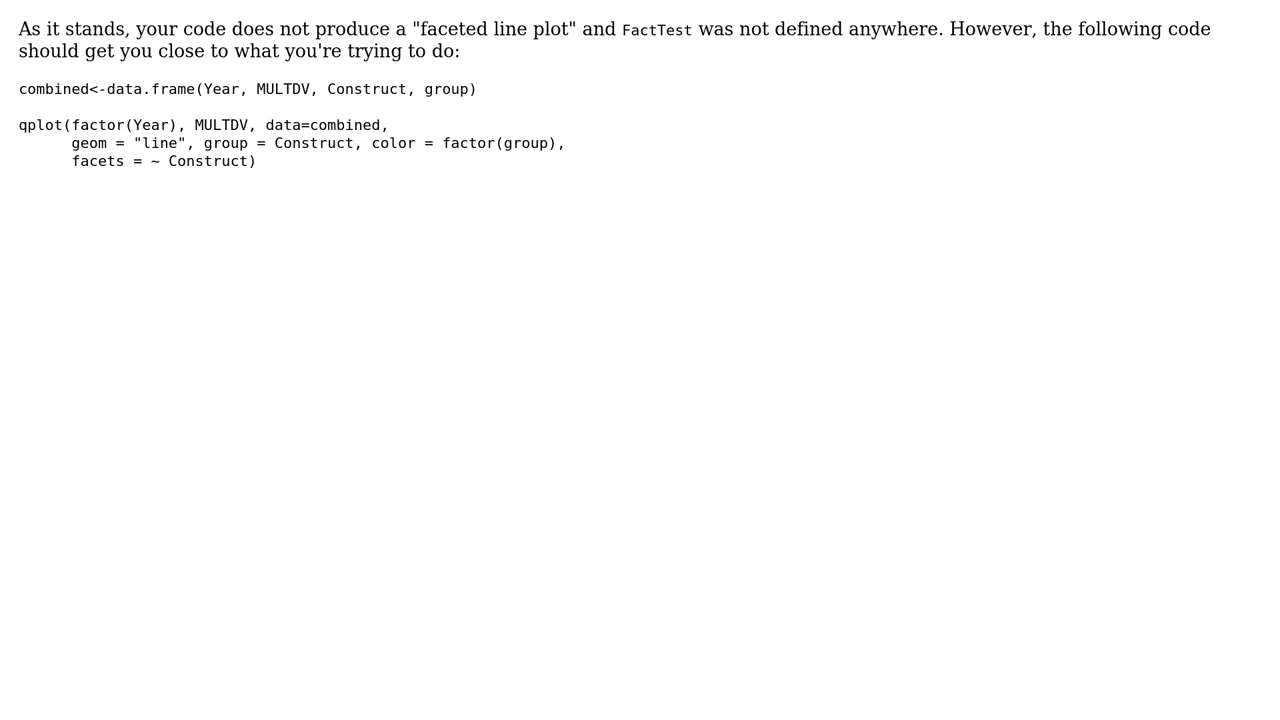 As it stands, your code does not produce a "faceted line plot" and FactTest was not defined anywhere. However, the following code
should get you close to what you're trying to do:
combined<-data.frame(Year, MULTDV, Construct, group)
qplot(factor(Year), MULTDV, data=combined,
      geom = "line", group = Construct, color = factor(group),
      facets = ~ Construct)